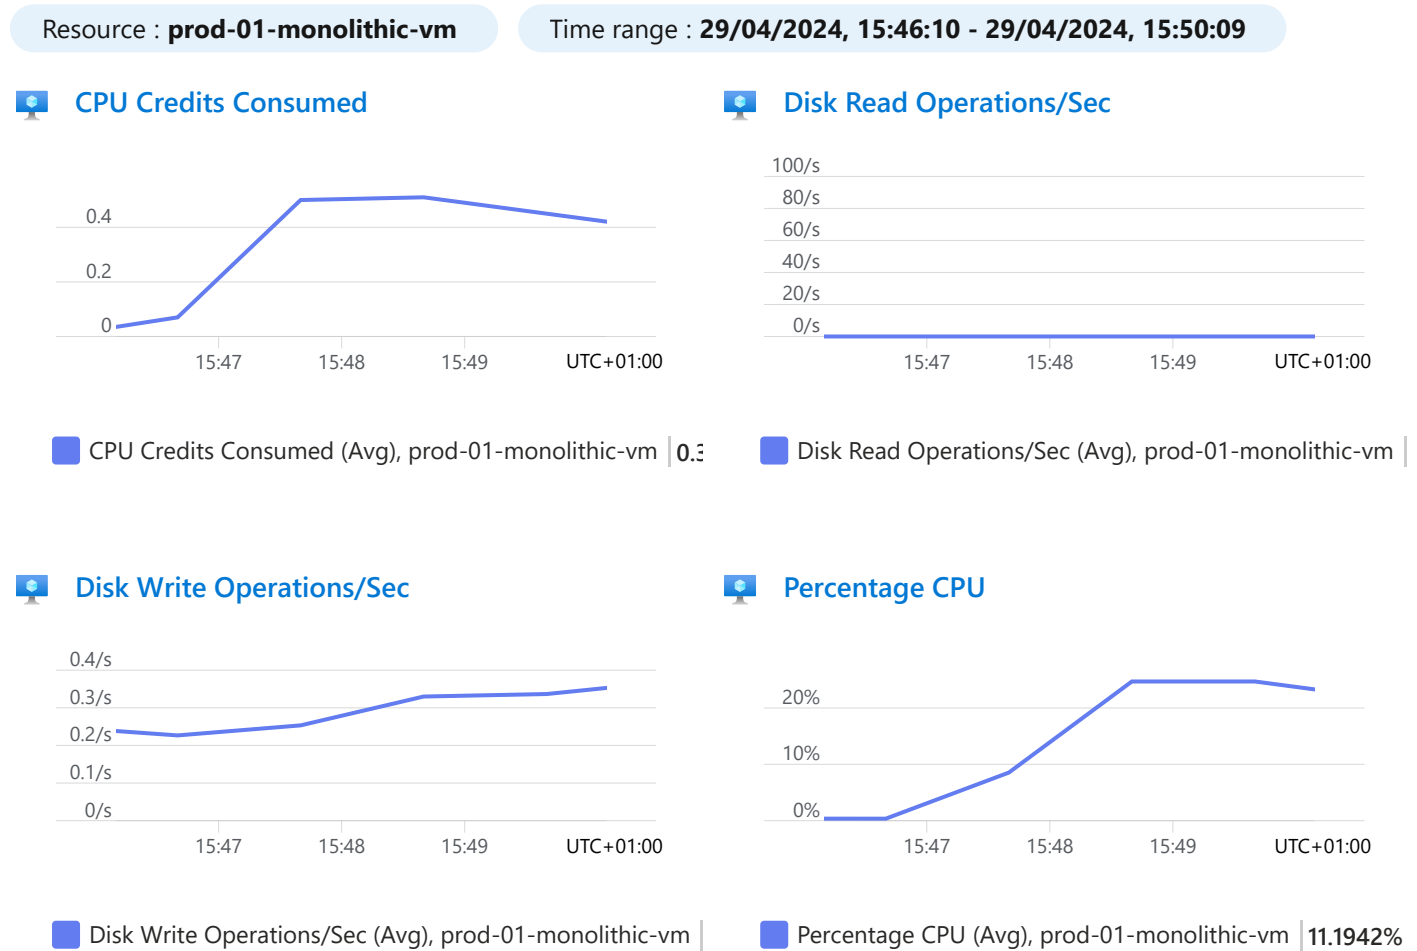 Resource : prod-01-monolithic-vm
Time range : 29/04/2024, 15:46:10 - 29/04/2024, 15:50:09
CPU Credits Consumed
0.4
0.2
0
15:47 15:48 15:49 UTC+01:00
CPU Credits Consumed (Avg), prod-01-monolithic-vm
Disk Read Operations/Sec
100/s
80/s
60/s
40/s
20/s
0/s
15:47 15:48 15:49 UTC+01:00
Disk Read Operations/Sec (Avg), prod-01-monolithic-vm
Disk Write Operations/Sec
0.4/s
0.3/s
0.2/s
0.1/s
0/s
15:47 15:48 15:49 UTC+01:00
Disk Write Operations/Sec (Avg), prod-01-monolithic-vm
Percentage CPU
20%
10%
0%
15:47 15:48 15:49 UTC+01:00
Percentage CPU (Avg), prod-01-monolithic-vm 11.1942%